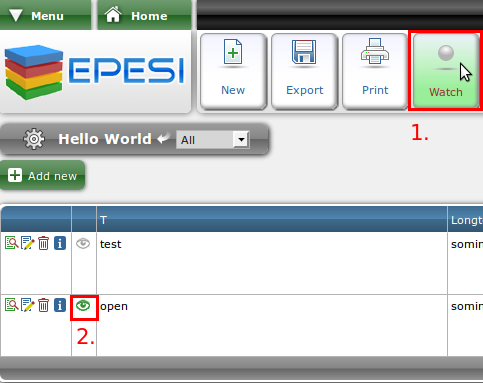 Menu Home
EPESI
New Export Print Watch
1.
Hello World All
Add new
T Longt
test somin
open somin
2.